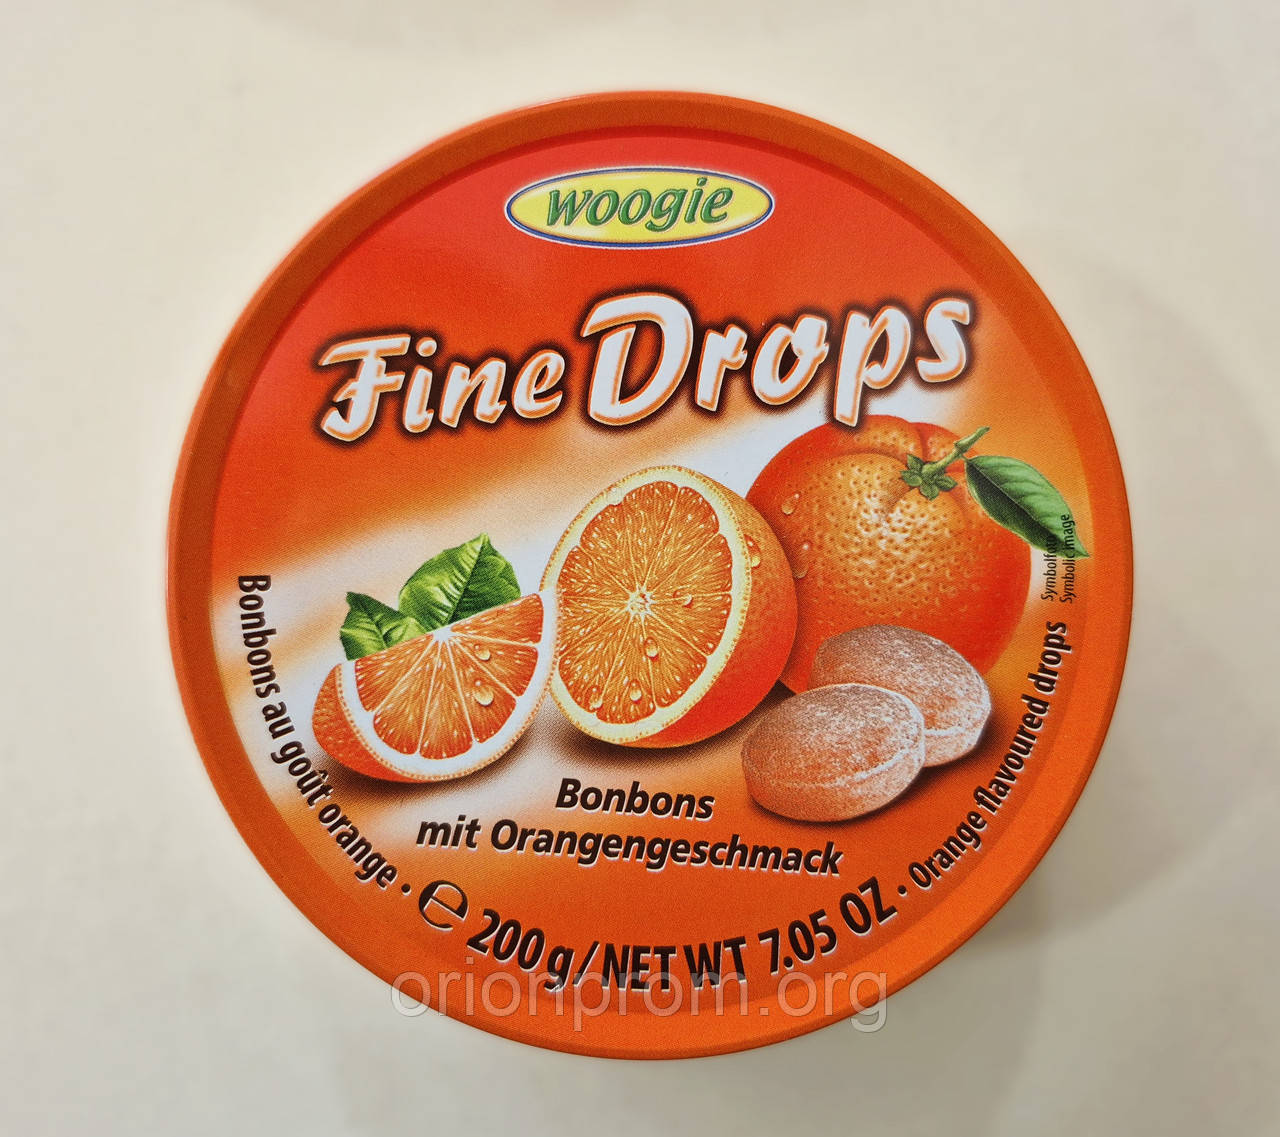 woogie
Fine Drops
Symbolfoto
Symbolic image
Bonbons au goût orange ·
Bonbons
mit Orangengeschmack
℮ 200 g/NET WT 7.05 OZ ·
Orange flavoured drops
orionprom.org